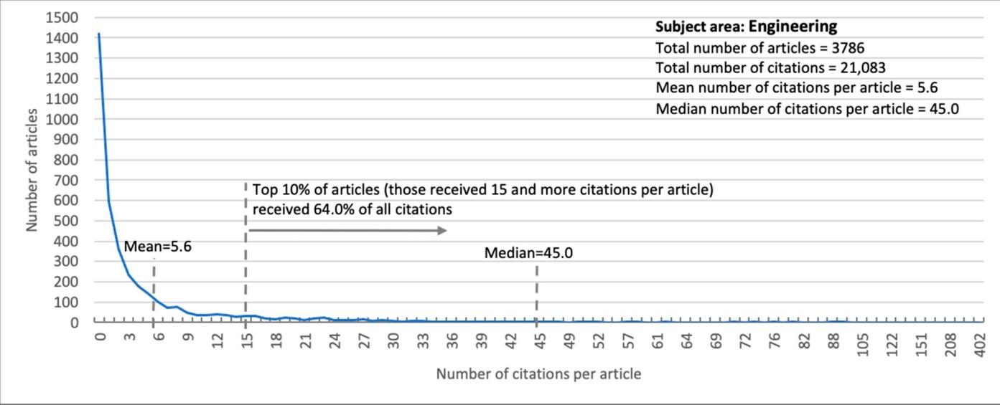 Subject area: Engineering
Total number of articles = 3786
Total number of citations = 21,083
Mean number of citations per article = 5.6
Median number of citations per article = 45.0
Number of articles
1500
1400
1300
1200
1100
1000
900
800
700
600
500
400
300
200
100
0
Top 10% of articles (those received 15 and more citations per article)
received 64.0% of all citations
Mean=5.6
Median=45.0
0 3 6 9 12 15 18 21 24 27 30 33 36 39 42 45 49 52 57 61 64 69 72 76 82 88 105 122 151 208 402
Number of citations per article